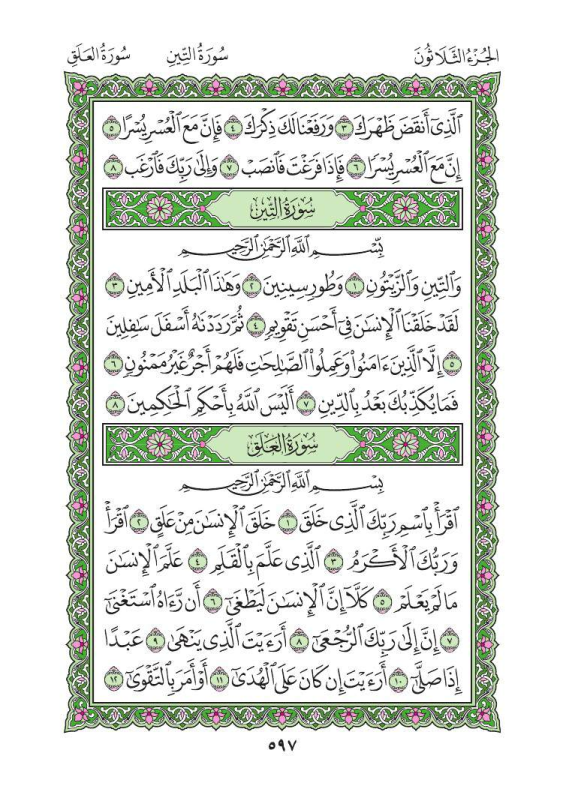 الجُزْءُ الثَّلَاثُونَ سُورَةُ التِّينِ سُورَةُ العَلَقِ
ٱلَّذِىٓ أَنقَضَ ظَهْرَكَ ٣ وَرَفَعْنَا لَكَ ذِكْرَكَ ٤ فَإِنَّ مَعَ ٱلْعُسْرِ يُسْرًا ٥
إِنَّ مَعَ ٱلْعُسْرِ يُسْرًا ٦ فَإِذَا فَرَغْتَ فَٱنصَبْ ٧ وَإِلَىٰ رَبِّكَ فَٱرْغَب ٨
سُورَةُ التِّينِ
بِّسْمِ ٱللَّهِ ٱلرَّحْمَٰنِ ٱلرَّحِيمِ
وَٱلتِّينِ وَٱلزَّيْتُونِ ١ وَطُورِ سِينِينَ ٢ وَهَٰذَا ٱلْبَلَدِ ٱلْأَمِينِ ٣
لَقَدْ خَلَقْنَا ٱلْإِنسَٰنَ فِىٓ أَحْسَنِ تَقْوِيمٍ ٤ ثُمَّ رَدَدْنَٰهُ أَسْفَلَ سَٰفِلِينَ
٥ إِلَّا ٱلَّذِينَ ءَامَنُوا۟ وَعَمِلُوا۟ ٱلصَّٰلِحَٰتِ فَلَهُمْ أَجْرٌ غَيْرُ مَمْنُونٍ ٦
فَمَا يُكَذِّبُكَ بَعْدُ بِٱلدِّينِ ٧ أَلَيْسَ ٱللَّهُ بِأَحْكَمِ ٱلْحَٰكِمِينَ ٨
سُورَةُ العَلَقِ
بِسْمِ ٱللَّهِ ٱلرَّحْمَٰنِ ٱلرَّحِيمِ
ٱقْرَأْ بِٱسْمِ رَبِّكَ ٱلَّذِى خَلَقَ ١ خَلَقَ ٱلْإِنسَٰنَ مِنْ عَلَقٍ ٢ ٱقْرَأْ
وَرَبُّكَ ٱلْأَكْرَمُ ٣ ٱلَّذِى عَلَّمَ بِٱلْقَلَمِ ٤ عَلَّمَ ٱلْإِنسَٰنَ
مَا لَمْ يَعْلَمْ ٥ كَلَّآ إِنَّ ٱلْإِنسَٰنَ لَيَطْغَىٰٓ ٦ أَن رَّءَاهُ ٱسْتَغْنَىٰٓ
٧ إِنَّ إِلَىٰ رَبِّكَ ٱلرُّجْعَىٰٓ ٨ أَرَءَيْتَ ٱلَّذِى يَنْهَىٰ ٩ عَبْدًا
إِذَا صَلَّىٰٓ ١٠ أَرَءَيْتَ إِن كَانَ عَلَى ٱلْهُدَىٰٓ ١١ أَوْ أَمَرَ بِٱلتَّقْوَىٰٓ ١٢
٥٩٧